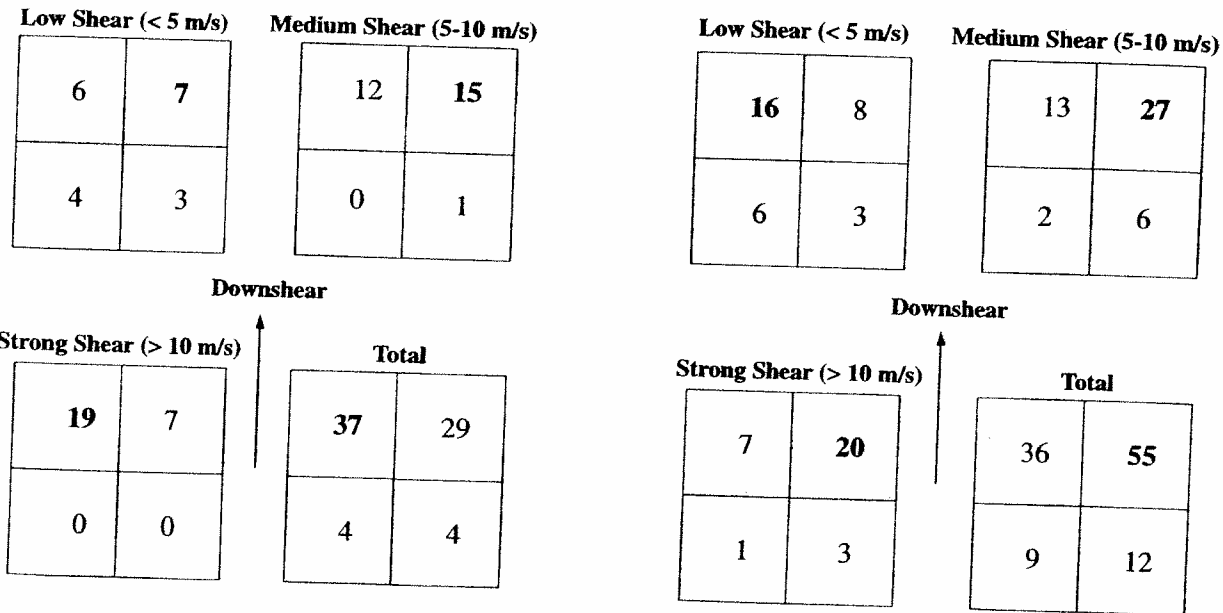 Low Shear (< 5 m/s)
Medium Shear (5-10 m/s)
6 7
4 3
12 15
0 1
Downshear
Strong Shear (> 10 m/s)
Total
19 7
0 0
37 29
4 4
Low Shear (< 5 m/s)
Medium Shear (5-10 m/s)
16 8
6 3
13 27
2 6
Downshear
Strong Shear (> 10 m/s)
Total
7 20
1 3
36 55
9 12